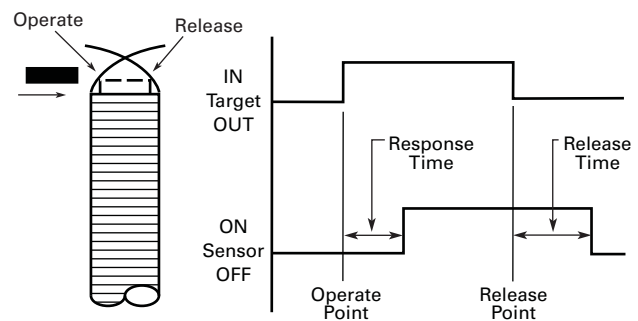 Operate
Release
IN
Target
OUT
Response
Time
Release
Time
ON
Sensor
OFF
Operate
Point
Release
Point